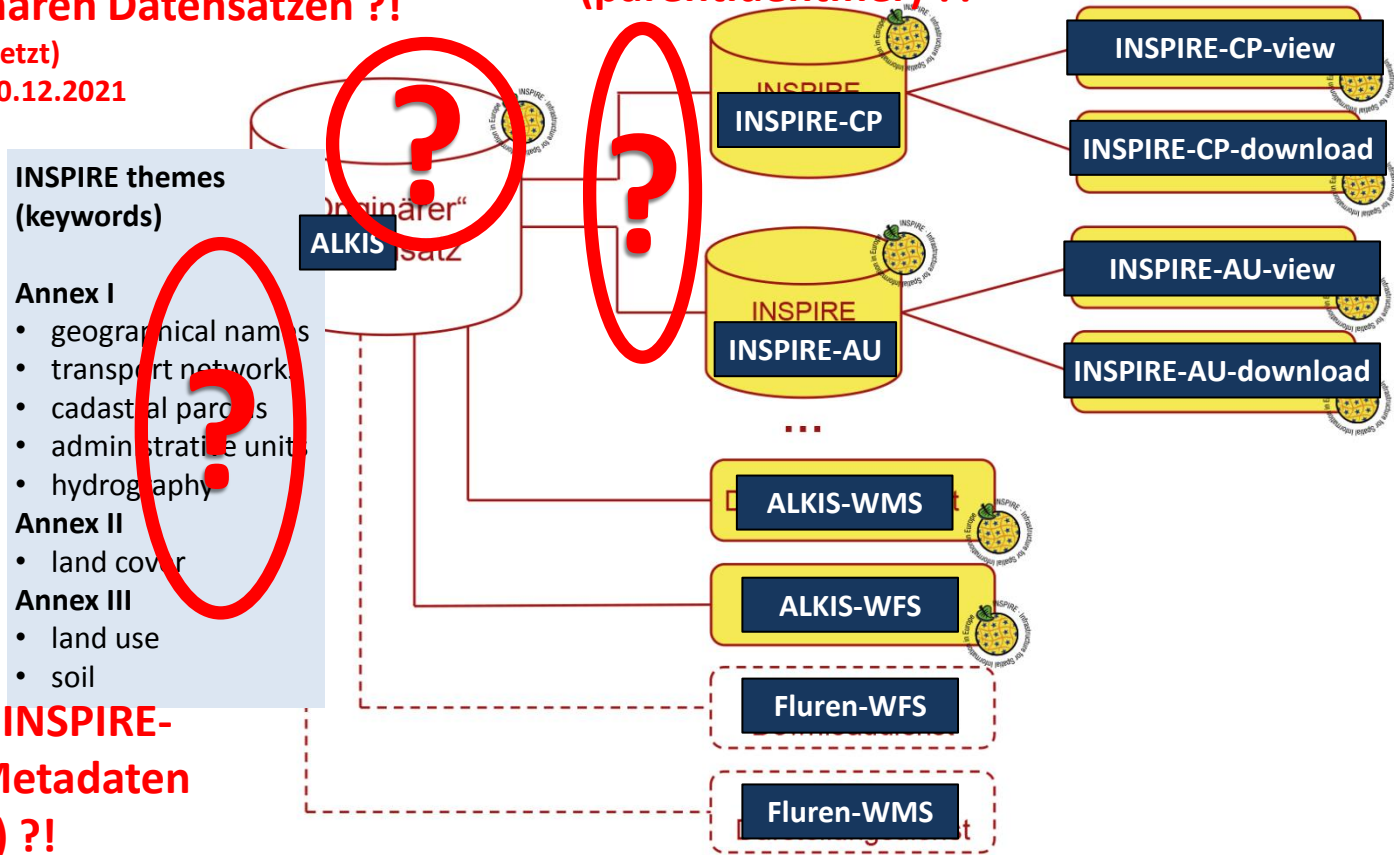 Datensätzen ?!
etzt)
0.12.2021
INSPIRE themes
(keywords)
Annex I
• geographical names
• transport networks
• cadastral parcels
• administrative units
• hydrography
Annex II
• land cover
Annex III
• land use
• soil
INSPIRE-
Metadaten
) ?!
?
?
?
ALKIS
INSPIRE
INSPIRE-CP
INSPIRE
INSPIRE-AU
...
INSPIRE-CP-view
INSPIRE-CP-download
INSPIRE-AU-view
INSPIRE-AU-download
ALKIS-WMS
ALKIS-WFS
Fluren-WFS
Fluren-WMS